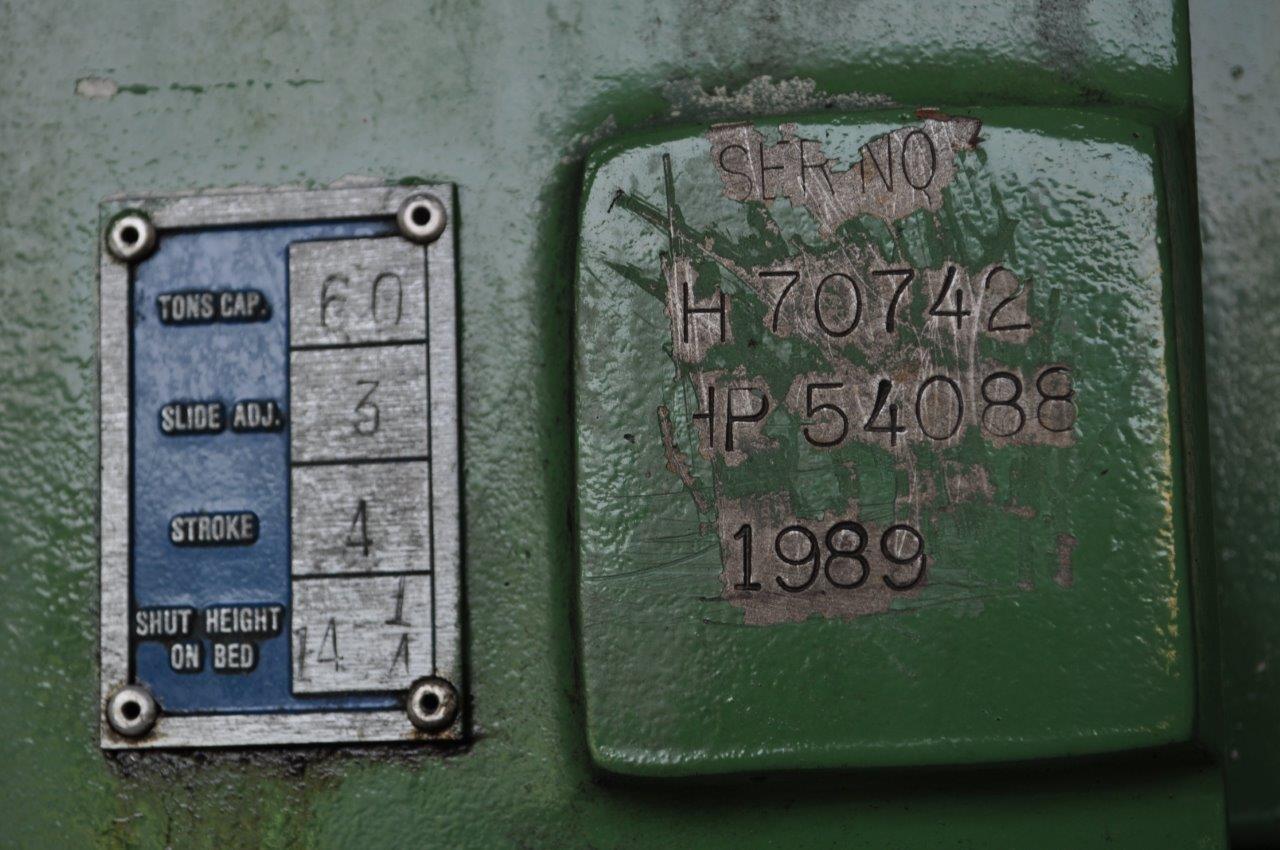 TONS CAP. 60
SLIDE ADJ. 3
STROKE 4
SHUT HEIGHT
ON BED 14 1/4
SER NO
H 70742
HP 54088
1989